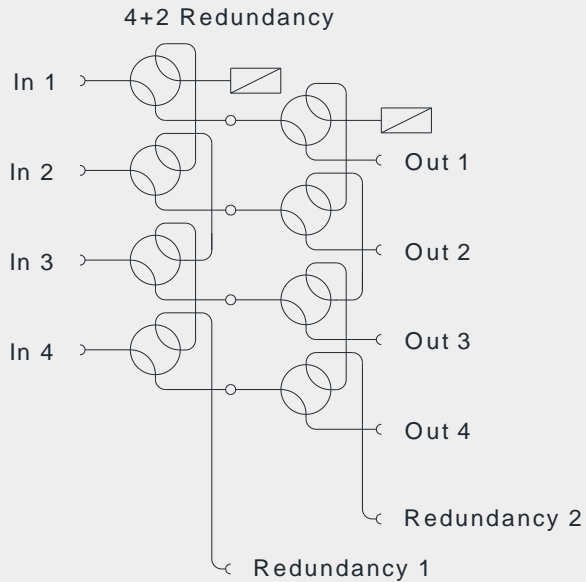 4+2 Redundancy
In 1
Out 1
In 2
Out 2
In 3
Out 3
In 4
Out 4
Redundancy 2
Redundancy 1